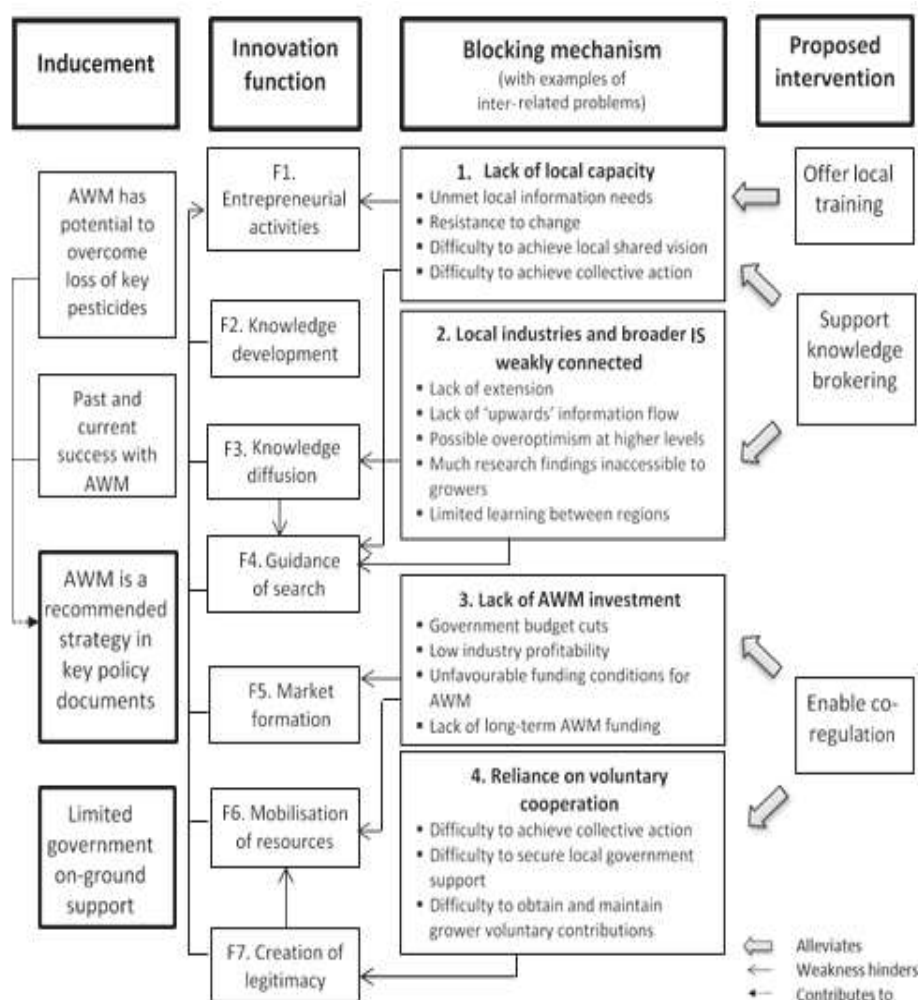 Inducement
Innovation
function
Blocking mechanism
(with examples of
inter-related problems)
Proposed
intervention
AWM has
potential to
overcome
loss of key
pesticides
Past and
current
success with
AWM
AWM is a
recommended
strategy in
key policy
documents
Limited
government
on-ground
support
F1.
Entrepreneurial
activities
F2. Knowledge
development
F3. Knowledge
diffusion
F4. Guidance
of search
F5. Market
formation
F6. Mobilisation
of resources
F7. Creation of
legitimacy
1. Lack of local capacity
▪ Unmet local information needs
▪ Resistance to change
▪ Difficulty to achieve local shared vision
▪ Difficulty to achieve collective action
2. Local industries and broader IS
weakly connected
▪ Lack of extension
▪ Lack of 'upwards' information flow
▪ Possible overoptimism at higher levels
▪ Much research findings inaccessible to
growers
▪ Limited learning between regions
3. Lack of AWM investment
▪ Government budget cuts
▪ Low industry profitability
▪ Unfavourable funding conditions for
AWM
▪ Lack of long-term AWM funding
4. Reliance on voluntary
cooperation
▪ Difficulty to achieve collective action
▪ Difficulty to secure local government
support
▪ Difficulty to obtain and maintain
grower voluntary contributions
Offer local
training
Support
knowledge
brokering
Enable co-
regulation
Alleviates
Weakness hinders
Contributes to